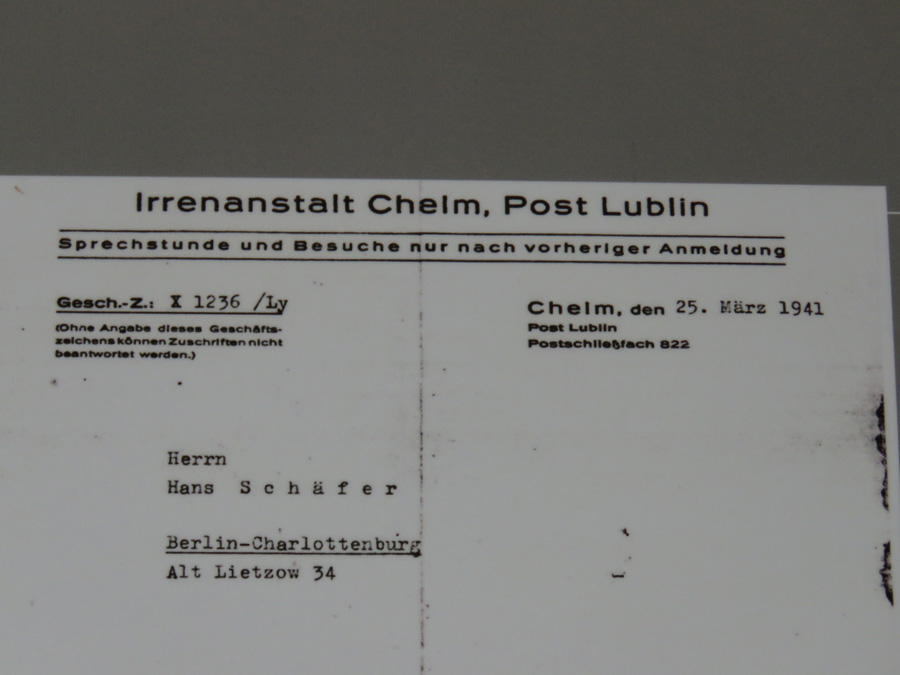 Irrenanstalt Chelm, Post Lublin
Sprechstunde und Besuche nur nach vorheriger Anmeldung
Gesch.-Z.: X 1236 /Ly
(Ohne Angabe dieses Geschäfts-
zeichens können Zuschriften nicht
beantwortet werden.)
Chelm, den 25. März 1941
Post Lublin
Postschließfach 822
Herrn
Hans Schäfer
Berlin-Charlottenburg
Alt Lietzow 34